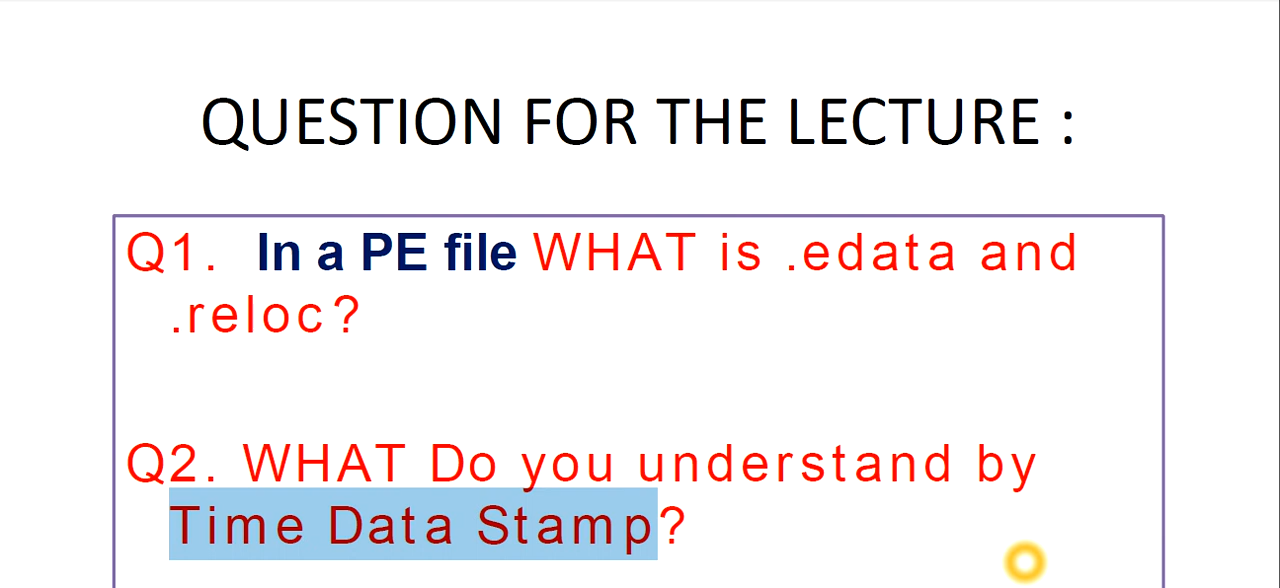 QUESTION FOR THE LECTURE :
Q1. In a PE file WHAT is .edata and
.reloc?
Q2. WHAT Do you understand by
Time Data Stamp?